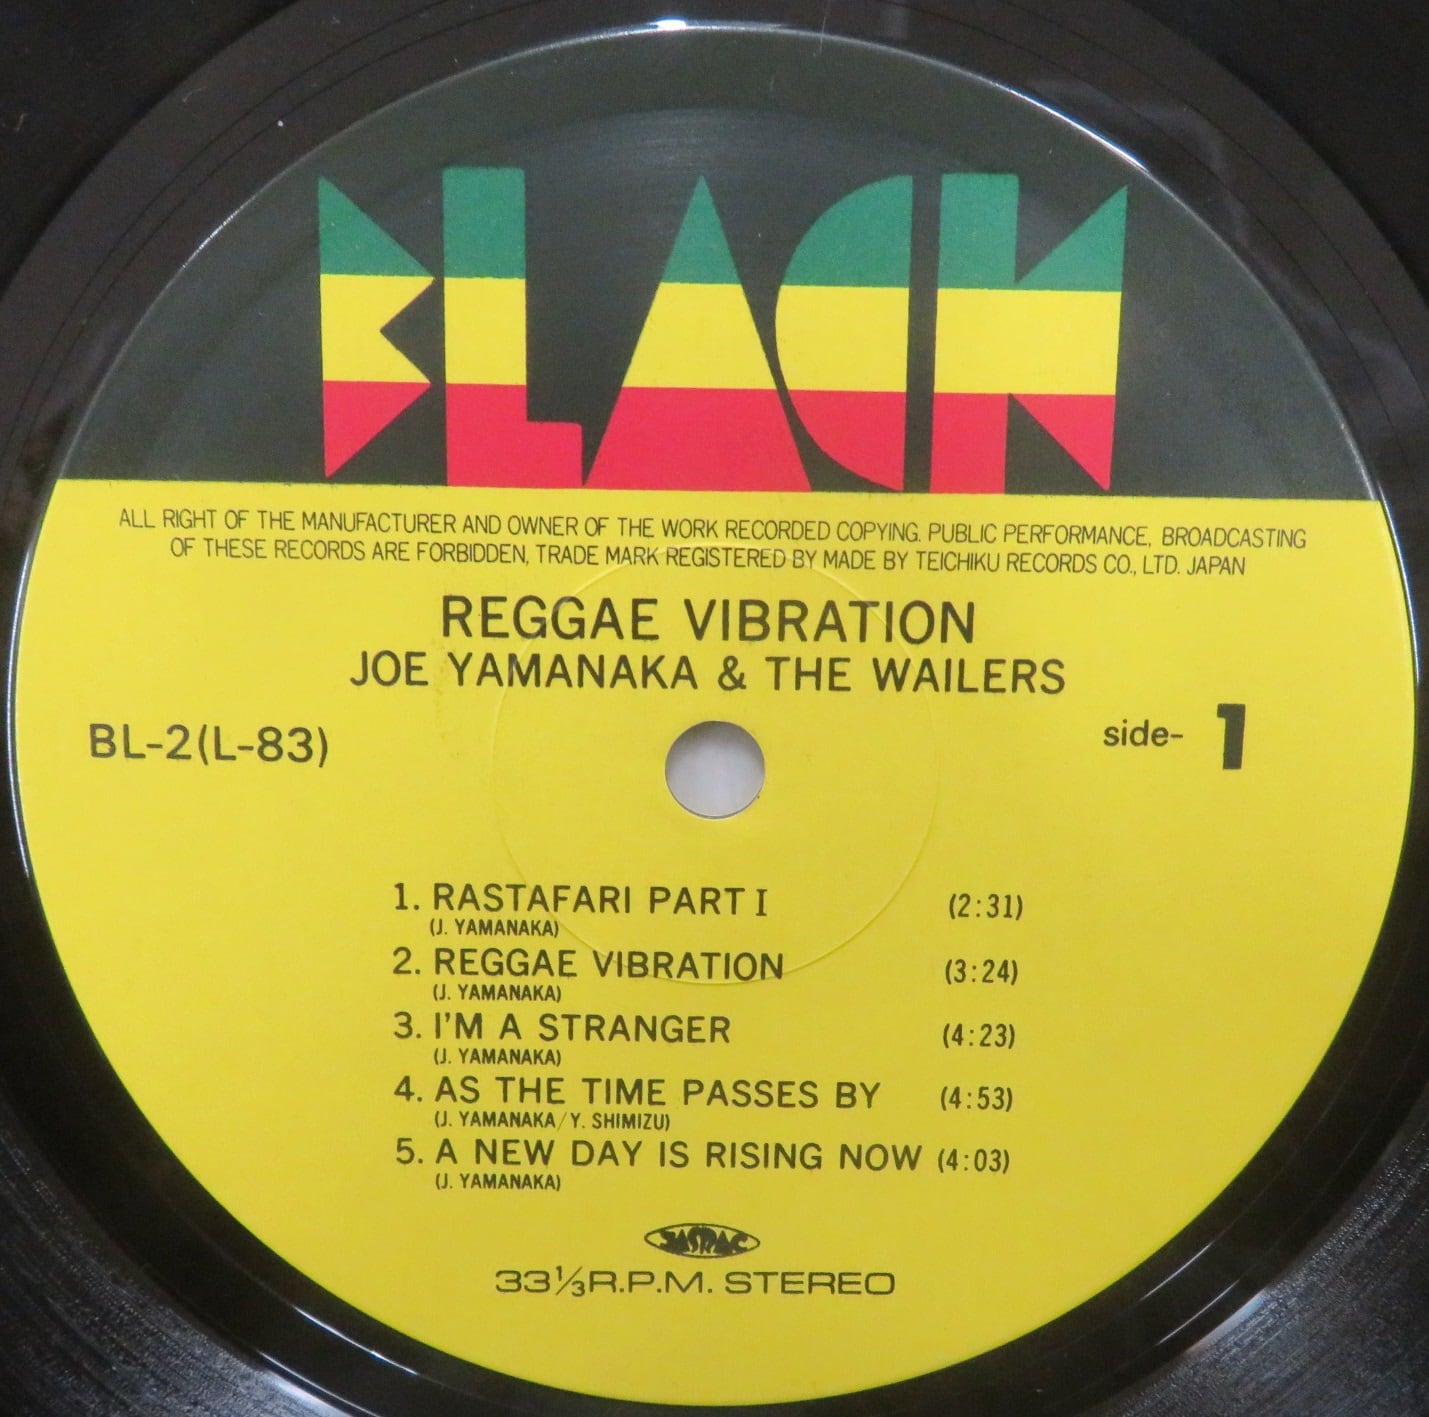 BLACK
ALL RIGHT OF THE MANUFACTURER AND OWNER OF THE WORK RECORDED COPYING. PUBLIC PERFORMANCE, BROADCASTING
OF THESE RECORDS ARE FORBIDDEN, TRADE MARK REGISTERED BY MADE BY TEICHIKU RECORDS CO., LTD. JAPAN
REGGAE VIBRATION
JOE YAMANAKA & THE WAILERS
BL-2(L-83) side- 1
1. RASTAFARI PART I (2:31)
(J. YAMANAKA)
2. REGGAE VIBRATION (3:24)
(J. YAMANAKA)
3. I'M A STRANGER (4:23)
(J. YAMANAKA)
4. AS THE TIME PASSES BY (4:53)
(J. YAMANAKA/Y. SHIMIZU)
5. A NEW DAY IS RISING NOW (4:03)
(J. YAMANAKA)
JASRAC
33⅓R.P.M. STEREO